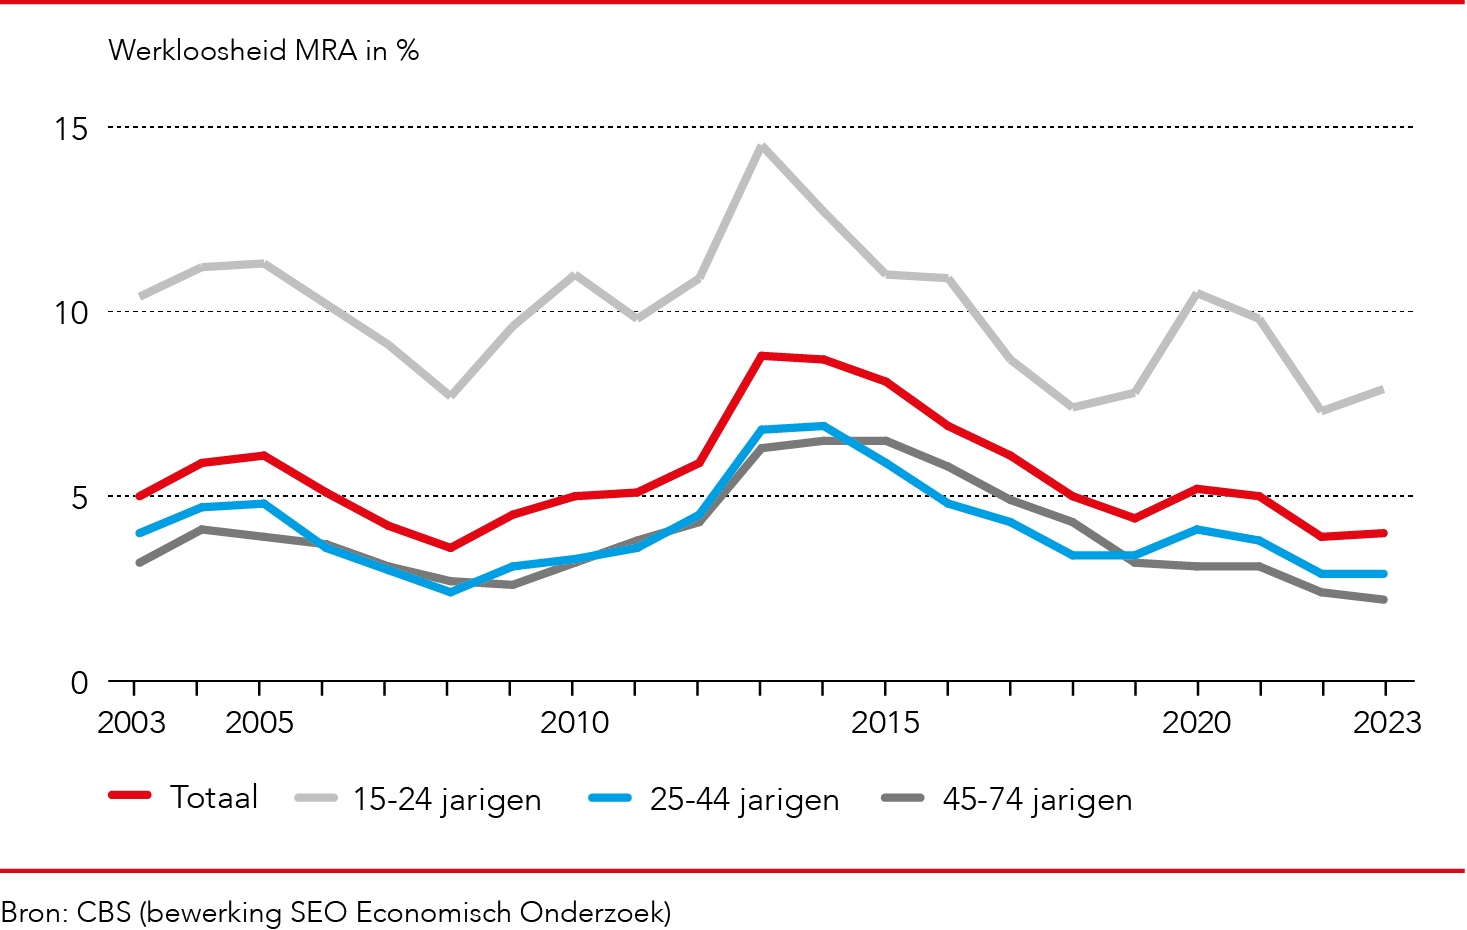 Werkloosheid MRA in %
15
10
5
0
2003 2005 2010 2015 2020 2023
Totaal 15-24 jarigen 25-44 jarigen 45-74 jarigen
Bron: CBS (bewerking SEO Economisch Onderzoek)